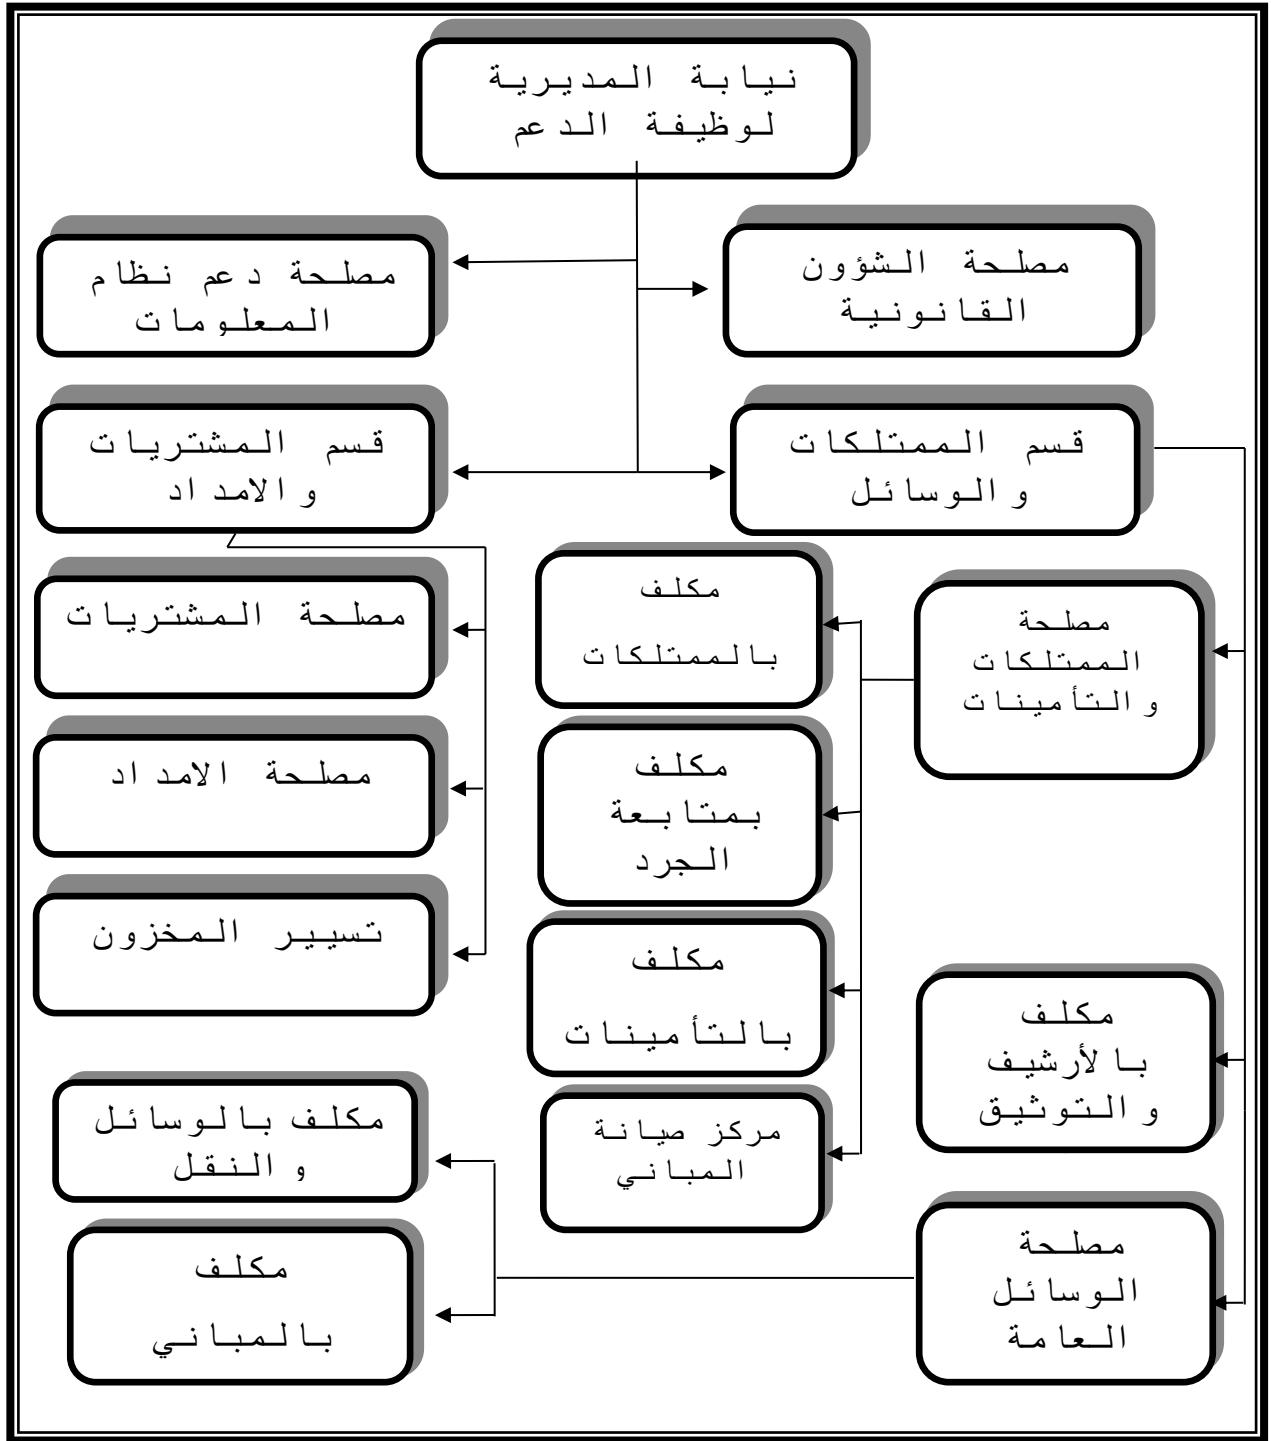 نيابة المديرية
لوظيفة الدعم
مصلحة الشؤون
القانونية
مصلحة دعم نظام
المعلومات
قسم الممتلكات
والوسائل
قسم المشتريات
والامداد
مصلحة
الممتلكات
والتأمينات
مكلف
بالممتلكات
مصلحة المشتريات
مكلف
بمتابعة
الجرد
مصلحة الامداد
مكلف
بالتأمينات
تسيير المخزون
مكلف
بالأرشيف
والتوثيق
مركز صيانة
المباني
مكلف بالوسائل
والنقل
مصلحة
الوسائل
العامة
مكلف
بالمباني